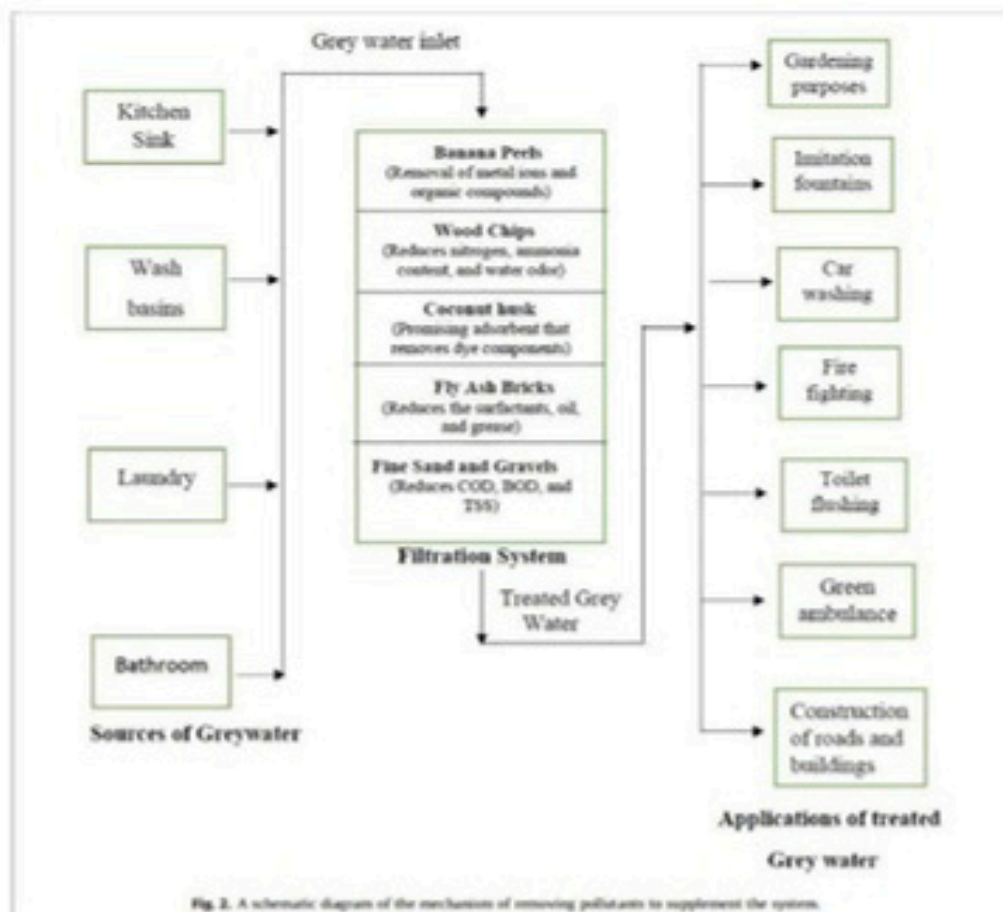 Grey water inlet
Kitchen
Sink
Wash
basins
Laundry
Bathroom
Sources of Greywater
Banana Peels
(Removal of metal ions and
organic compounds)
Wood Chips
(Reduces nitrogen, ammonia
content, and water odor)
Coconut husk
(Promising adsorbent that
removes dye components)
Fly Ash Bricks
(Reduces the surfactants, oil,
and grease)
Fine Sand and Gravels
(Reduces COD, BOD, and
TSS)
Filtration System
Treated Grey
Water
Gardening
purposes
Imitation
fountains
Car
washing
Fire
fighting
Toilet
flushing
Green
ambulance
Construction
of roads and
buildings
Applications of treated
Grey water
Fig. 2. A schematic diagram of the mechanism of removing pollutants to supplement the system.